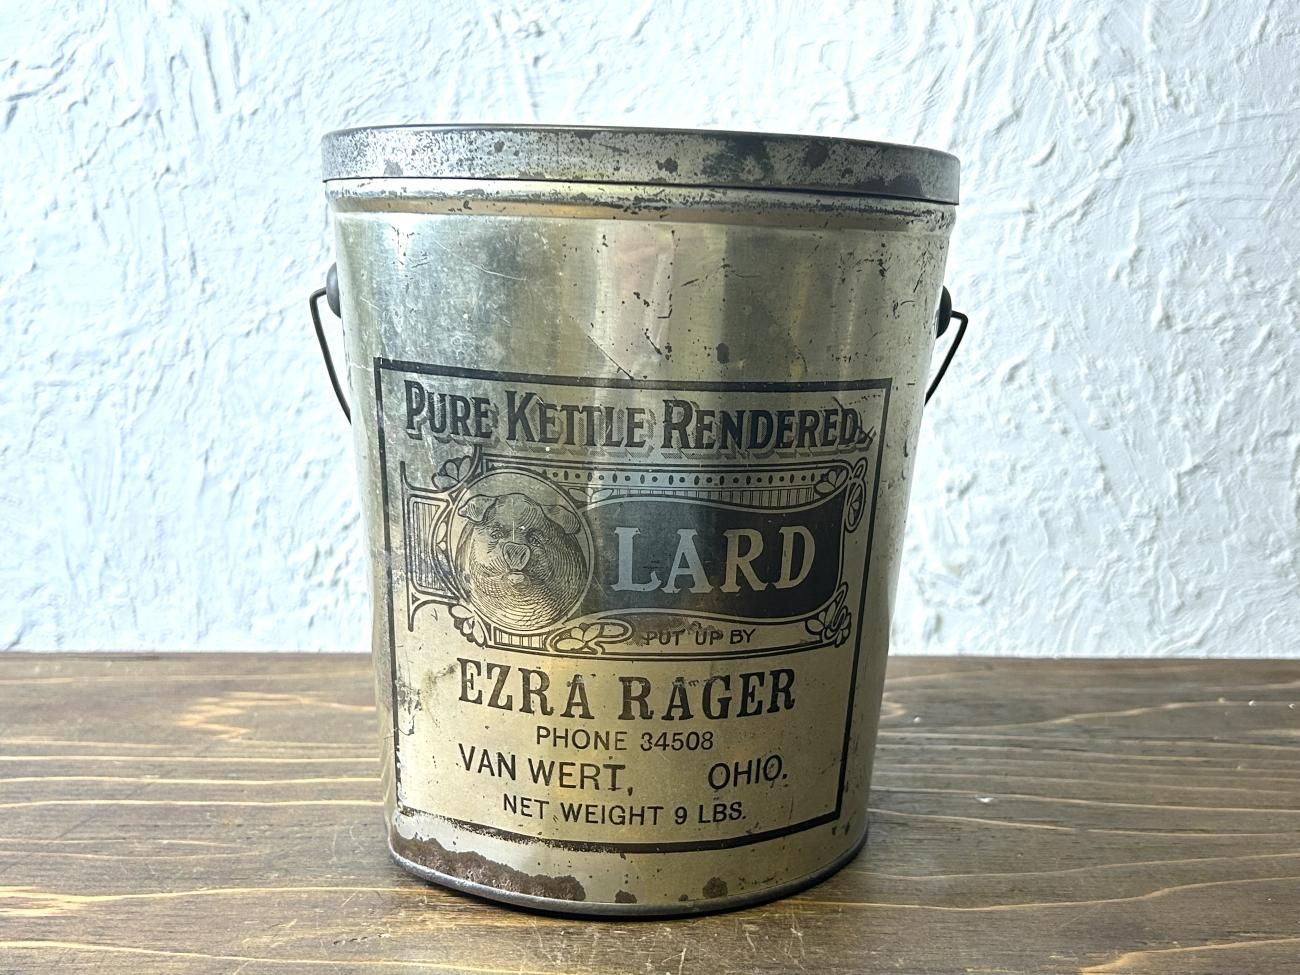 PURE KETTLE RENDERED
LARD
PUT UP BY
EZRA RAGER
PHONE 34508
VAN WERT, OHIO.
NET WEIGHT 9 LBS.